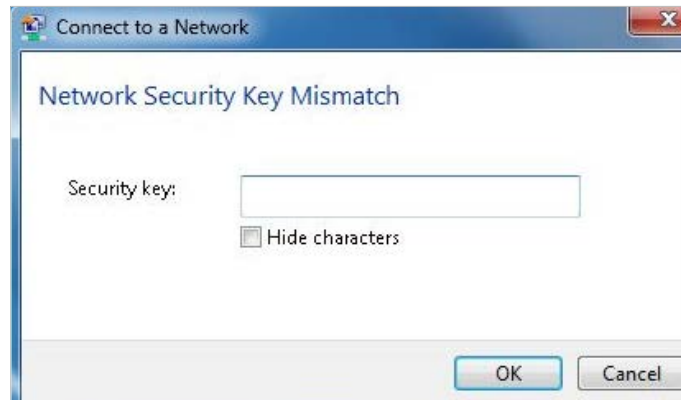 Connect to a Network
Network Security Key Mismatch
Security key:
Hide characters
OK Cancel